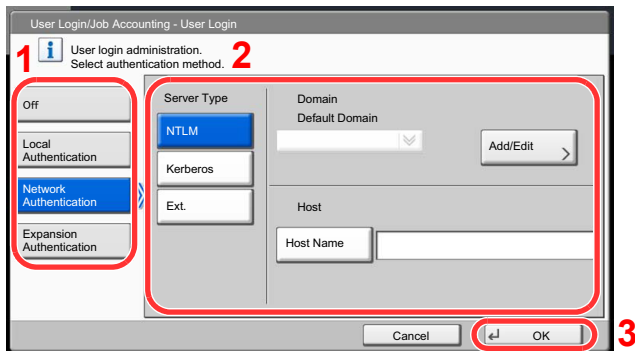 User Login/Job Accounting - User Login
1
i
User login administration.
Select authentication method.
2
Off
Local
Authentication
Network
Authentication
Expansion
Authentication
Server Type
NTLM
Kerberos
Ext.
Domain
Default Domain
Add/Edit
Host
Host Name
Cancel
OK
3